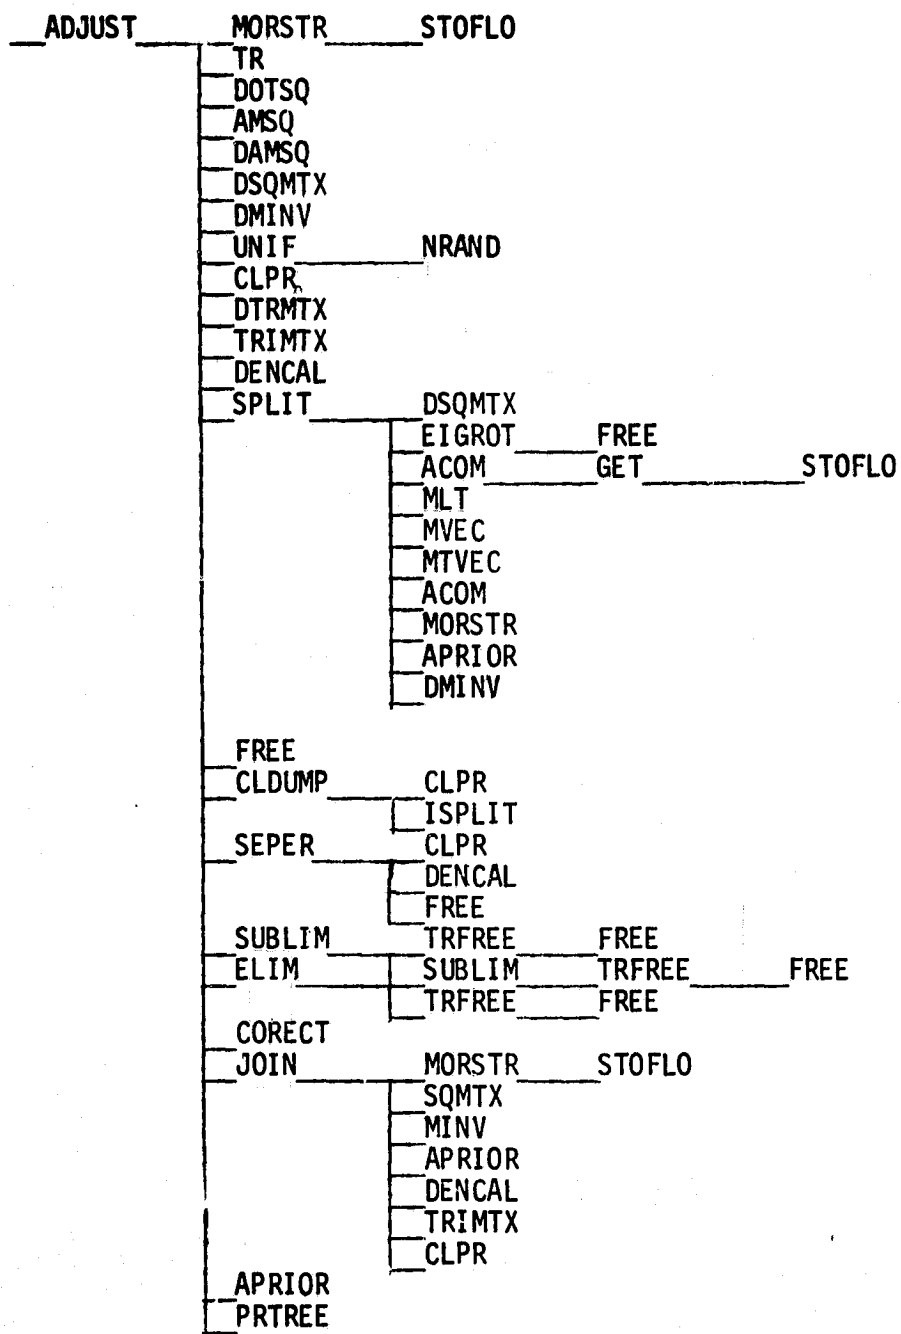 ADJUST MORSTR STOFLO
TR
DOTSQ
AMSQ
DAMSQ
DSQMTX
DMINV
UNIF NRAND
CLPR
DTRMTX
TRIMTX
DENCAL
SPLIT DSQMTX
EIGROT FREE
ACOM GET STOFLO
MLT
MVEC
MTVEC
ACOM
MORSTR
APRIOR
DMINV
FREE
CLDUMP CLPR
ISPLIT
SEPER CLPR
DENCAL
FREE
SUBLIM TRFREE FREE
ELIM SUBLIM TRFREE FREE
TRFREE FREE
CORECT
JOIN MORSTR STOFLO
SQMTX
MINV
APRIOR
DENCAL
TRIMTX
CLPR
APRIOR
PRTREE